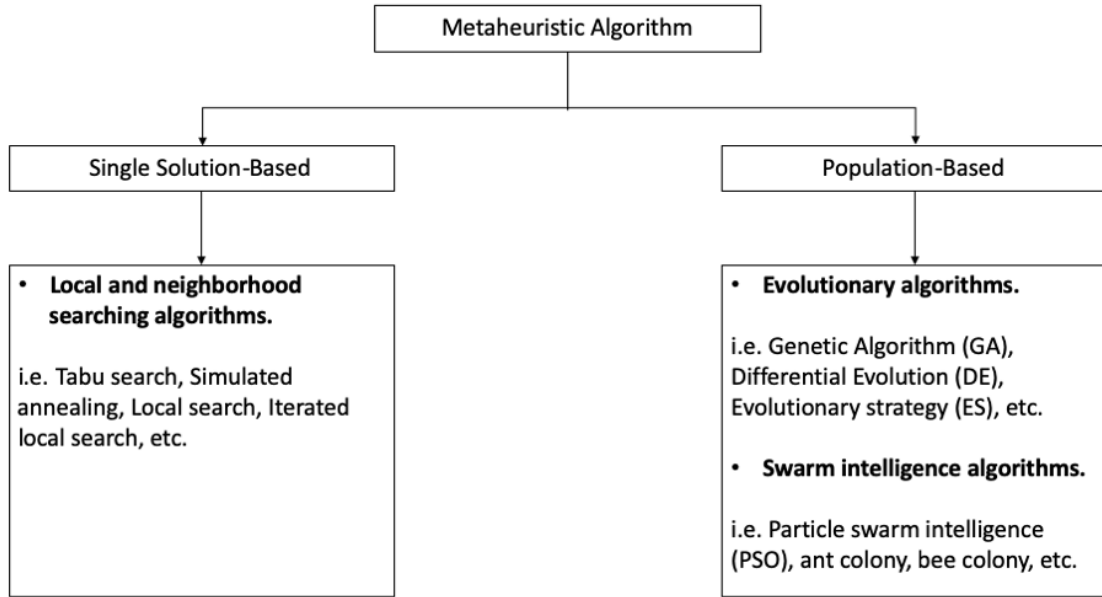 Metaheuristic Algorithm
Single Solution-Based
Population-Based
• Local and neighborhood
searching algorithms.
i.e. Tabu search, Simulated
annealing, Local search, Iterated
local search, etc.
• Evolutionary algorithms.
i.e. Genetic Algorithm (GA),
Differential Evolution (DE),
Evolutionary strategy (ES), etc.
• Swarm intelligence algorithms.
i.e. Particle swarm intelligence
(PSO), ant colony, bee colony, etc.